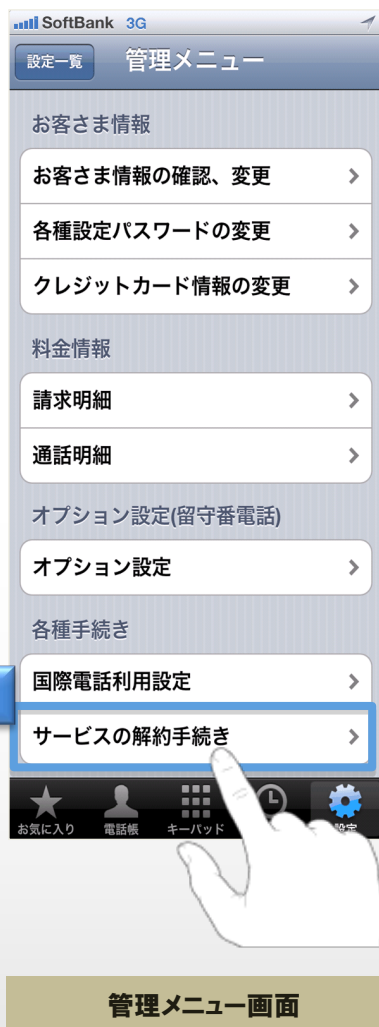 SoftBank 3G
設定一覧 管理メニュー
お客さま情報
お客さま情報の確認、変更
各種設定パスワードの変更
クレジットカード情報の変更
料金情報
請求明細
通話明細
オプション設定(留守番電話)
オプション設定
各種手続き
国際電話利用設定
サービスの解約手続き
お気に入り 電話帳 キーパッド 設定
管理メニュー画面